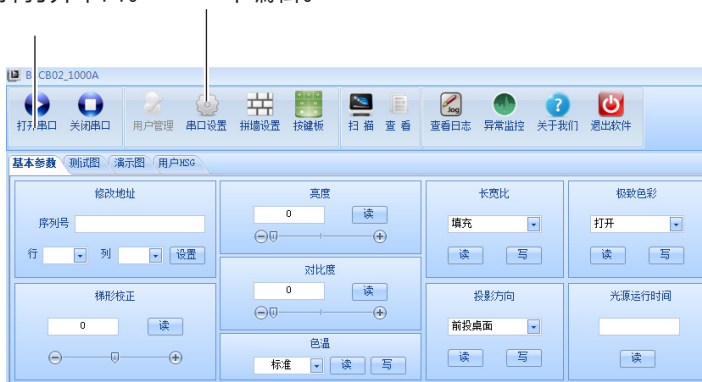 B CB02_1000A
打开串口 关闭串口 用户管理 串口设置 拼墙设置 按键板 扫 描 查 看 查看日志 异常监控 关于我们 退出软件
.log
基本参数 测试图 演示图 用户HSG
修改地址
序列号
行 列 设置
亮度
0 读
长宽比
填充
读 写
极致色彩
打开
读 写
梯形校正
0 读
对比度
0 读
色温
标准 读 写
投影方向
前投桌面
读 写
光源运行时间
读